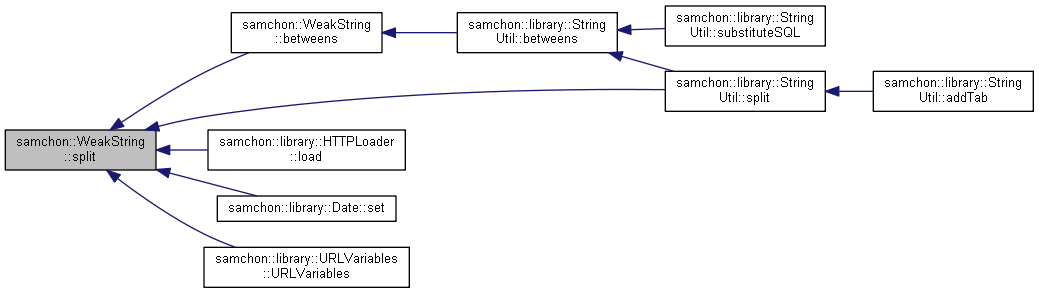 samchon::WeakString
::split
samchon::WeakString
::betweens
samchon::library::String
Util::betweens
samchon::library::String
Util::substituteSQL
samchon::library::String
Util::split
samchon::library::String
Util::addTab
samchon::library::HTTPLoader
::load
samchon::library::Date::set
samchon::library::URLVariables
::URLVariables